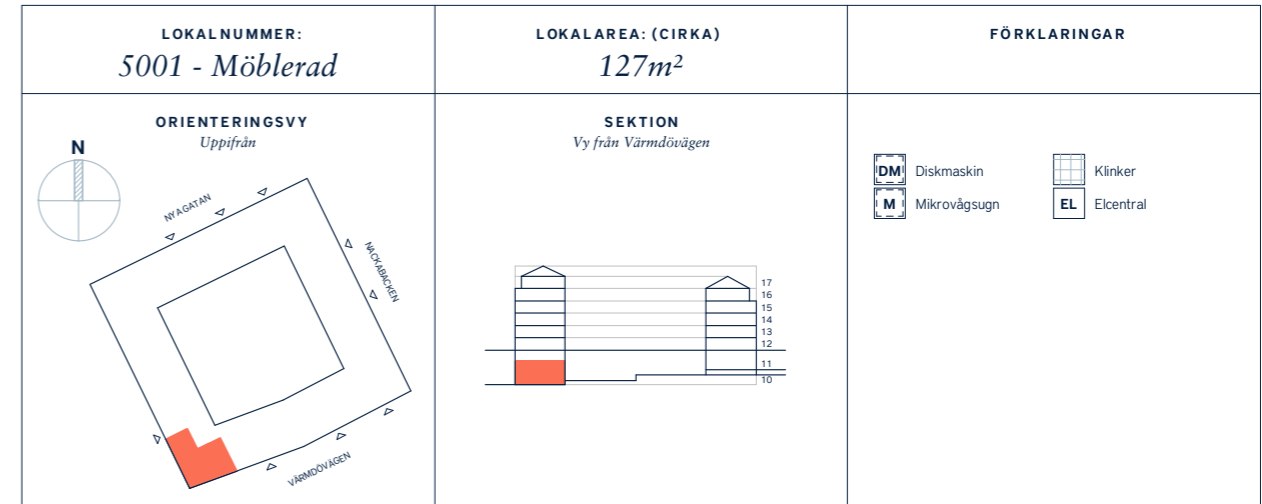 LOKALNUMMER:
5001 - Möblerad
LOKALAREA: (CIRKA)
127m²
FÖRKLARINGAR
ORIENTERINGSVY
Uppifrån
N
NYAGATAN
NACKABACKEN
VÄRMDÖVÄGEN
SEKTION
Vy från Värmdövägen
17
16
15
14
13
12
11
10
DM Diskmaskin
Klinker
M Mikrovågsugn
EL Elcentral